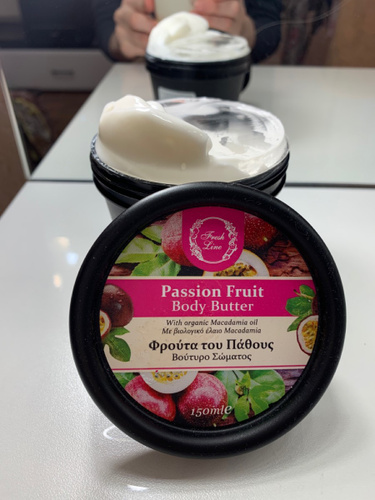 Fresh
Line
Passion Fruit
Body Butter
With organic Macadamia oil
Με βιολογικό έλαιο Macadamia
Φρούτα του Πάθους
Βούτυρο Σώματος
150ml℮